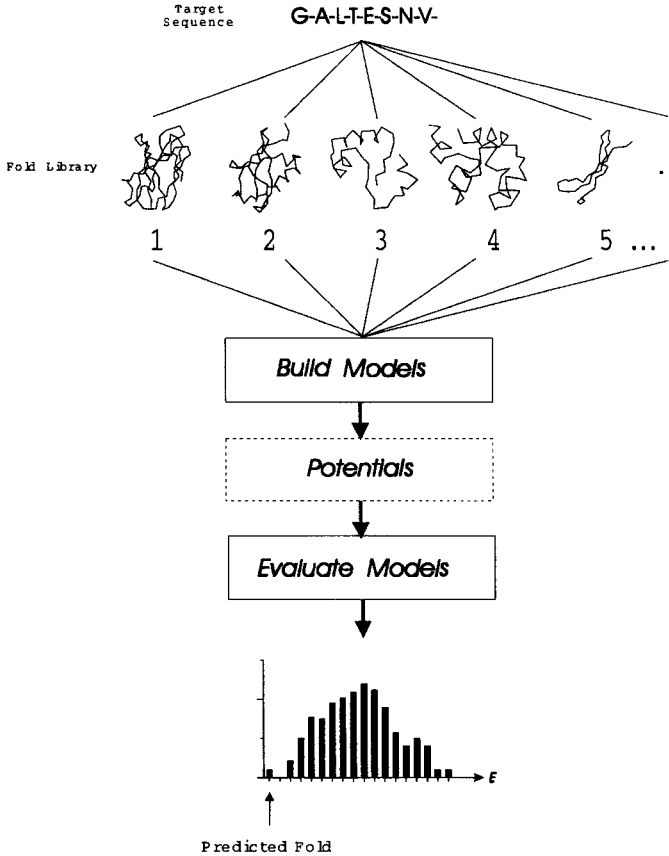 Target
Sequence
G-A-L-T-E-S-N-V-
Fold Library
.
1 2 3 4 5 ...
Build Models
Potentials
Evaluate Models
E
Predicted Fold